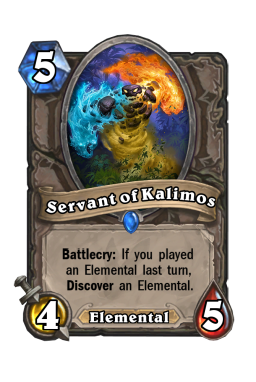 5
Servant of Kalimos
Battlecry: If you played
an Elemental last turn,
Discover an Elemental.
4
Elemental
5